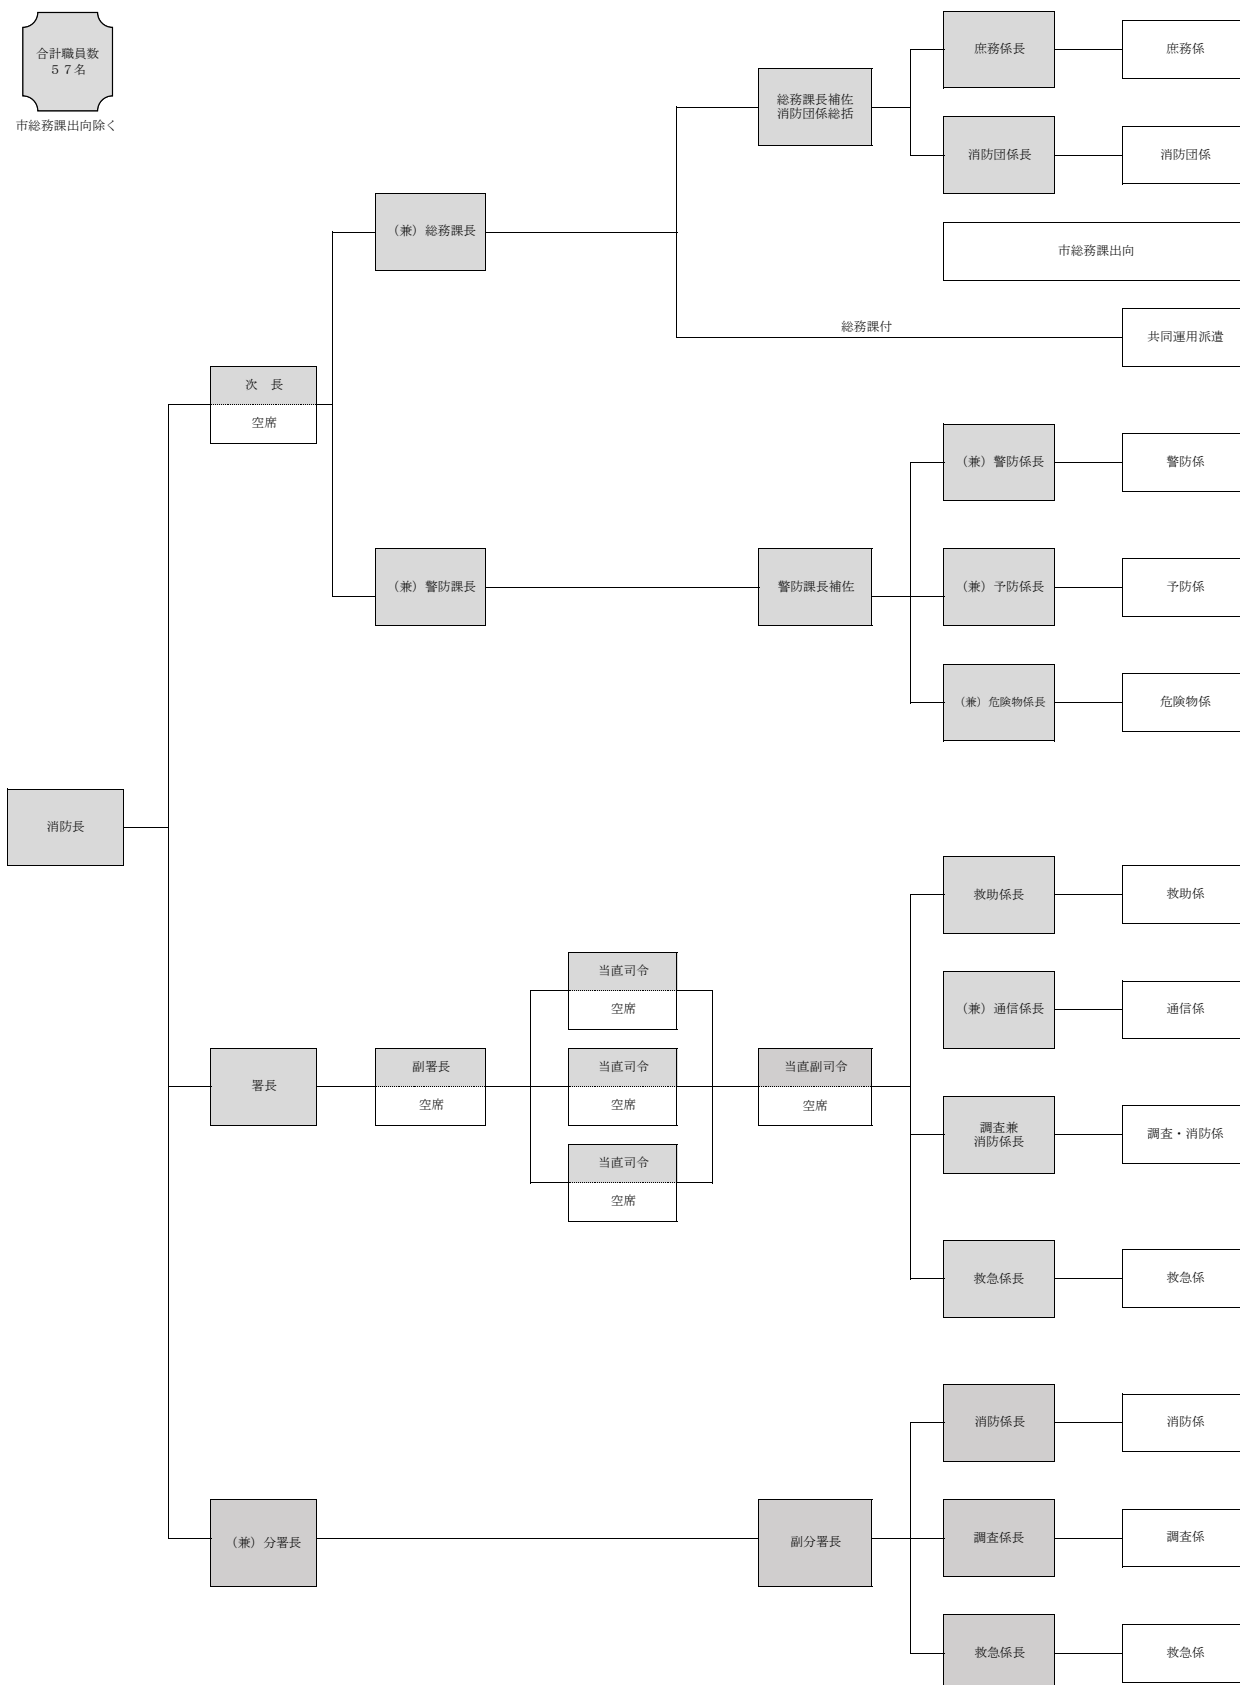 合計職員数
５７名
市総務課出向除く
庶務係長
庶務係
総務課長補佐
消防団係総括
消防団係長
消防団係
（兼）総務課長
市総務課出向
総務課付
共同運用派遣
次　長
空席
（兼）警防係長
警防係
（兼）警防課長
警防課長補佐
（兼）予防係長
予防係
（兼）危険物係長
危険物係
消防長
救助係長
救助係
当直司令
空席
（兼）通信係長
通信係
署長
副署長
空席
当直司令
空席
当直副司令
空席
調査兼
消防係長
調査・消防係
当直司令
空席
救急係長
救急係
消防係長
消防係
（兼）分署長
副分署長
調査係長
調査係
救急係長
救急係